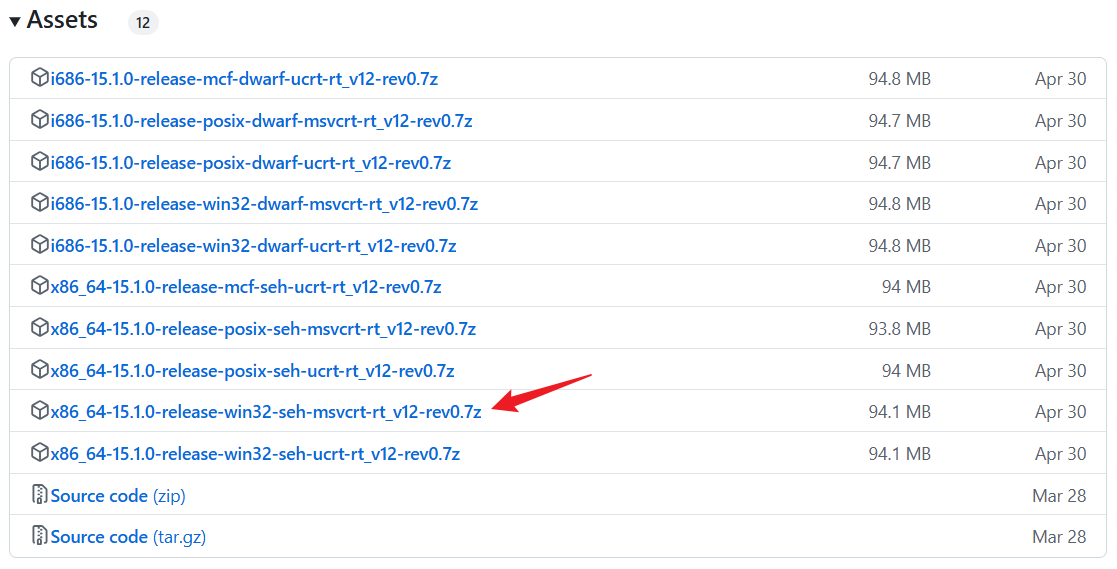 Assets 12
i686-15.1.0-release-mcf-dwarf-ucrt-rt_v12-rev0.7z 94.8 MB Apr 30
i686-15.1.0-release-posix-dwarf-msvcrt-rt_v12-rev0.7z 94.7 MB Apr 30
i686-15.1.0-release-posix-dwarf-ucrt-rt_v12-rev0.7z 94.7 MB Apr 30
i686-15.1.0-release-win32-dwarf-msvcrt-rt_v12-rev0.7z 94.8 MB Apr 30
i686-15.1.0-release-win32-dwarf-ucrt-rt_v12-rev0.7z 94.8 MB Apr 30
x86_64-15.1.0-release-mcf-seh-ucrt-rt_v12-rev0.7z 94 MB Apr 30
x86_64-15.1.0-release-posix-seh-msvcrt-rt_v12-rev0.7z 93.8 MB Apr 30
x86_64-15.1.0-release-posix-seh-ucrt-rt_v12-rev0.7z 94 MB Apr 30
x86_64-15.1.0-release-win32-seh-msvcrt-rt_v12-rev0.7z 94.1 MB Apr 30
x86_64-15.1.0-release-win32-seh-ucrt-rt_v12-rev0.7z 94.1 MB Apr 30
Source code (zip) Mar 28
Source code (tar.gz) Mar 28